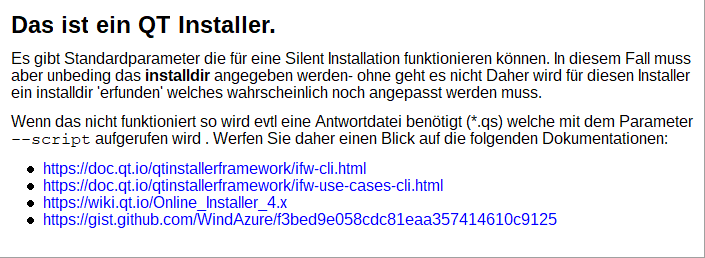 Das ist ein QT Installer.
Es gibt Standardparameter die für eine Silent Installation funktionieren können. In diesem Fall muss
aber unbeding das installdir angegeben werden- ohne geht es nicht Daher wird für diesen Installer
ein installdir 'erfunden' welches wahrscheinlich noch angepasst werden muss.
Wenn das nicht funktioniert so wird evtl eine Antwortdatei benötigt (*.qs) welche mit dem Parameter
--script aufgerufen wird . Werfen Sie daher einen Blick auf die folgenden Dokumentationen:
https://doc.qt.io/qtinstallerframework/ifw-cli.html
https://doc.qt.io/qtinstallerframework/ifw-use-cases-cli.html
https://wiki.qt.io/Online_Installer_4.x
https://gist.github.com/WindAzure/f3bed9e058cdc81eaa357414610c9125